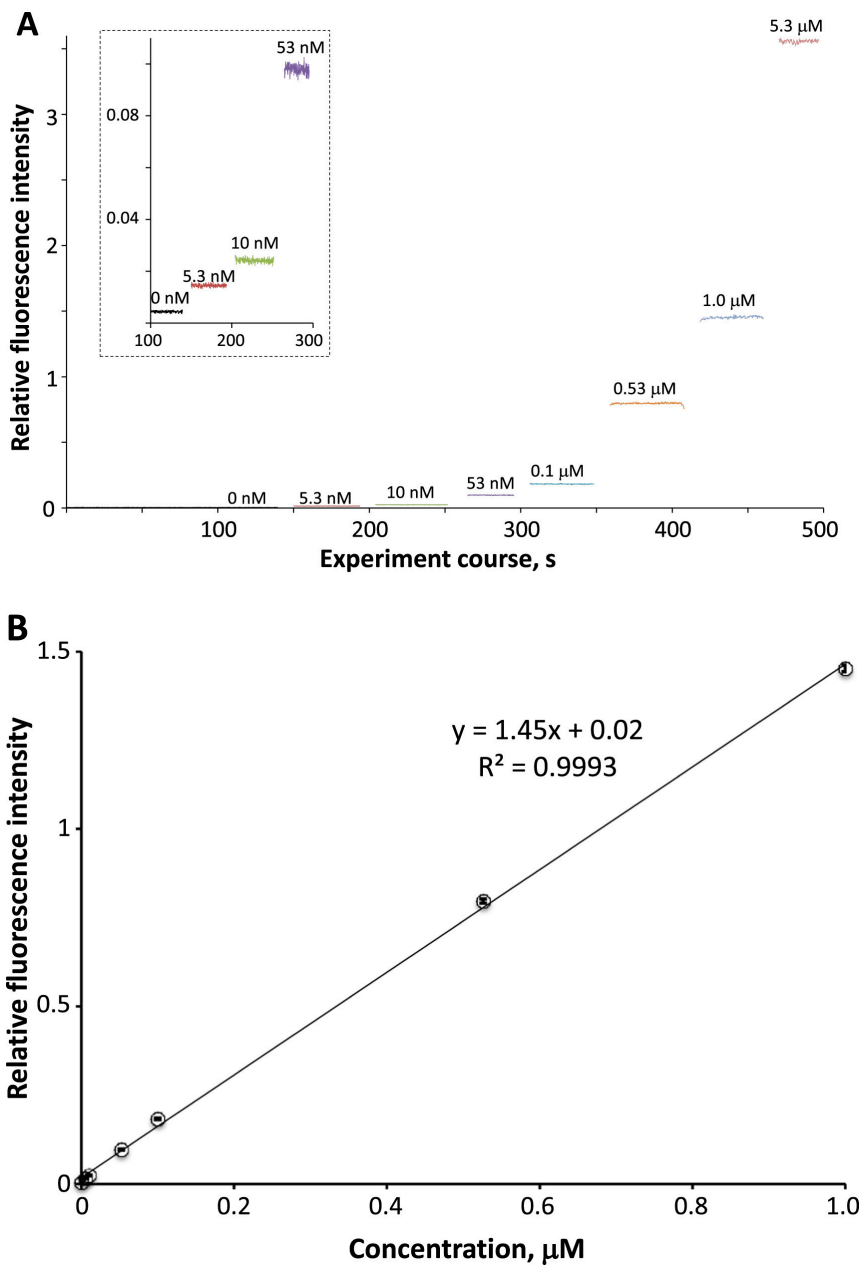 A
5.3 µM
53 nM
3
0.08
Relative fluorescence intensity
0.04
2
10 nM
5.3 nM
0 nM
1.0 µM
100 200 300
1
0.53 µM
0.1 µM
53 nM
10 nM
0 nM
5.3 nM
0
100 200 300 400 500
Experiment course, s
B
1.5
y = 1.45x + 0.02
R² = 0.9993
1
Relative fluorescence intensity
0.5
0
0 0.2 0.4 0.6 0.8 1.0
Concentration, µM